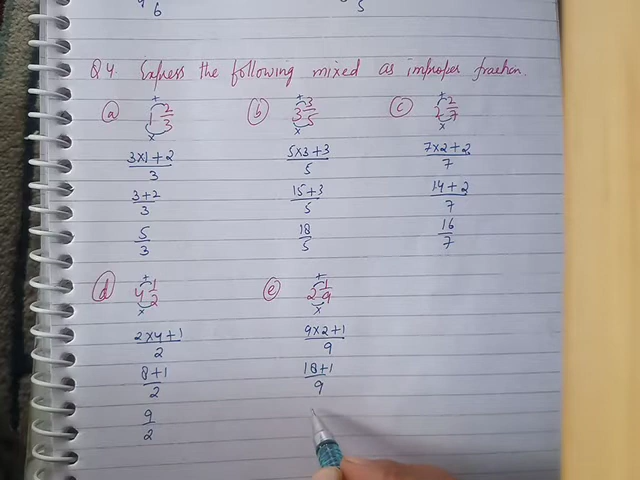 6
5
Q4. Express the following mixed as improper fraction.
ⓐ 1 2/3 ⓑ 3 3/5 ⓒ 2 2/7
+ × + × + ×
3×1+2/3 5×3+3/5 7×2+2/7
3+2/3 15+3/5 14+2/7
5/3 18/5 16/7
ⓓ 4 1/2 ⓔ 2 1/9
+ × + ×
2×4+1/2 9×2+1/9
8+1/2 18+1/9
9/2